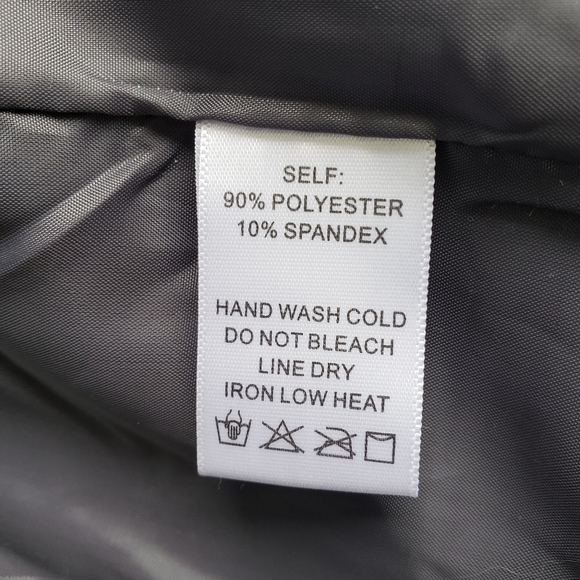 SELF:
90% POLYESTER
10% SPANDEX
HAND WASH COLD
DO NOT BLEACH
LINE DRY
IRON LOW HEAT